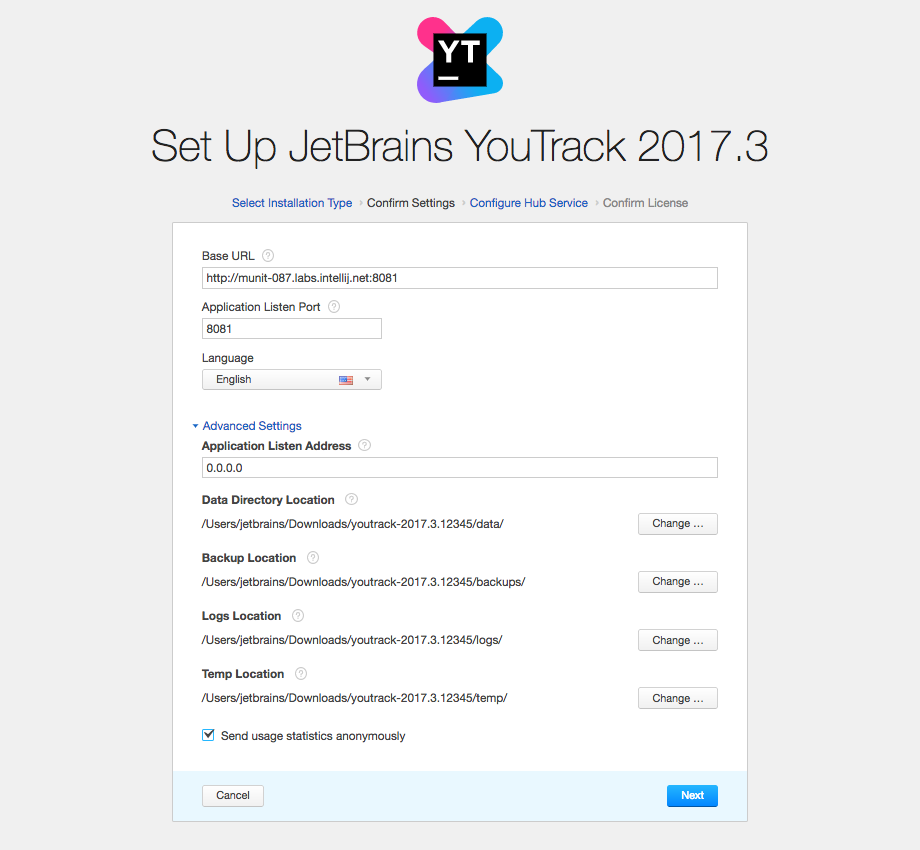 YT
Set Up JetBrains YouTrack 2017.3
Select Installation Type › Confirm Settings › Configure Hub Service › Confirm License
Base URL ?
http://munit-087.labs.intellij.net:8081
Application Listen Port ?
8081
Language
English
Advanced Settings
Application Listen Address ?
0.0.0.0
Data Directory Location ?
/Users/jetbrains/Downloads/youtrack-2017.3.12345/data/ Change ...
Backup Location ?
/Users/jetbrains/Downloads/youtrack-2017.3.12345/backups/ Change ...
Logs Location ?
/Users/jetbrains/Downloads/youtrack-2017.3.12345/logs/ Change ...
Temp Location ?
/Users/jetbrains/Downloads/youtrack-2017.3.12345/temp/ Change ...
Send usage statistics anonymously
Cancel Next